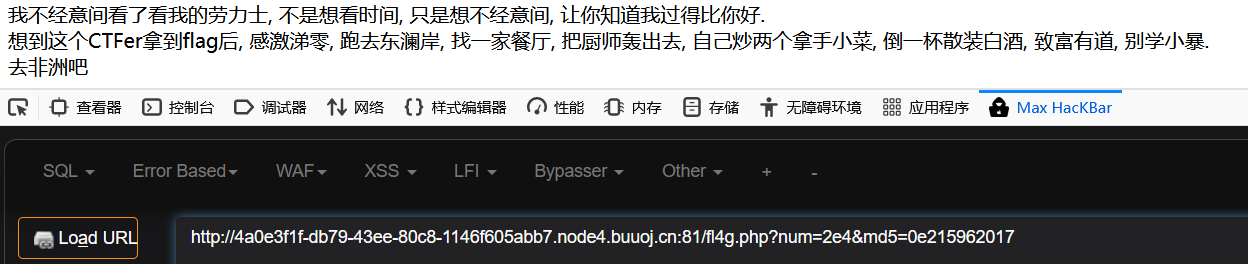 我不经意间看了看我的劳力士, 不是想看时间, 只是想不经意间, 让你知道我过得比你好.
想到这个CTFer拿到flag后, 感激涕零, 跑去东澜岸, 找一家餐厅, 把厨师轰出去, 自己炒两个拿手小菜, 倒一杯散装白酒, 致富有道, 别学小暴.
去非洲吧
查看器 控制台 调试器 网络 样式编辑器 性能 内存 存储 无障碍环境 应用程序 Max HacKBar
SQL Error Based WAF XSS LFI Bypasser Other + -
Load URL http://4a0e3f1f-db79-43ee-80c8-1146f605abb7.node4.buuoj.cn:81/fl4g.php?num=2e4&md5=0e215962017